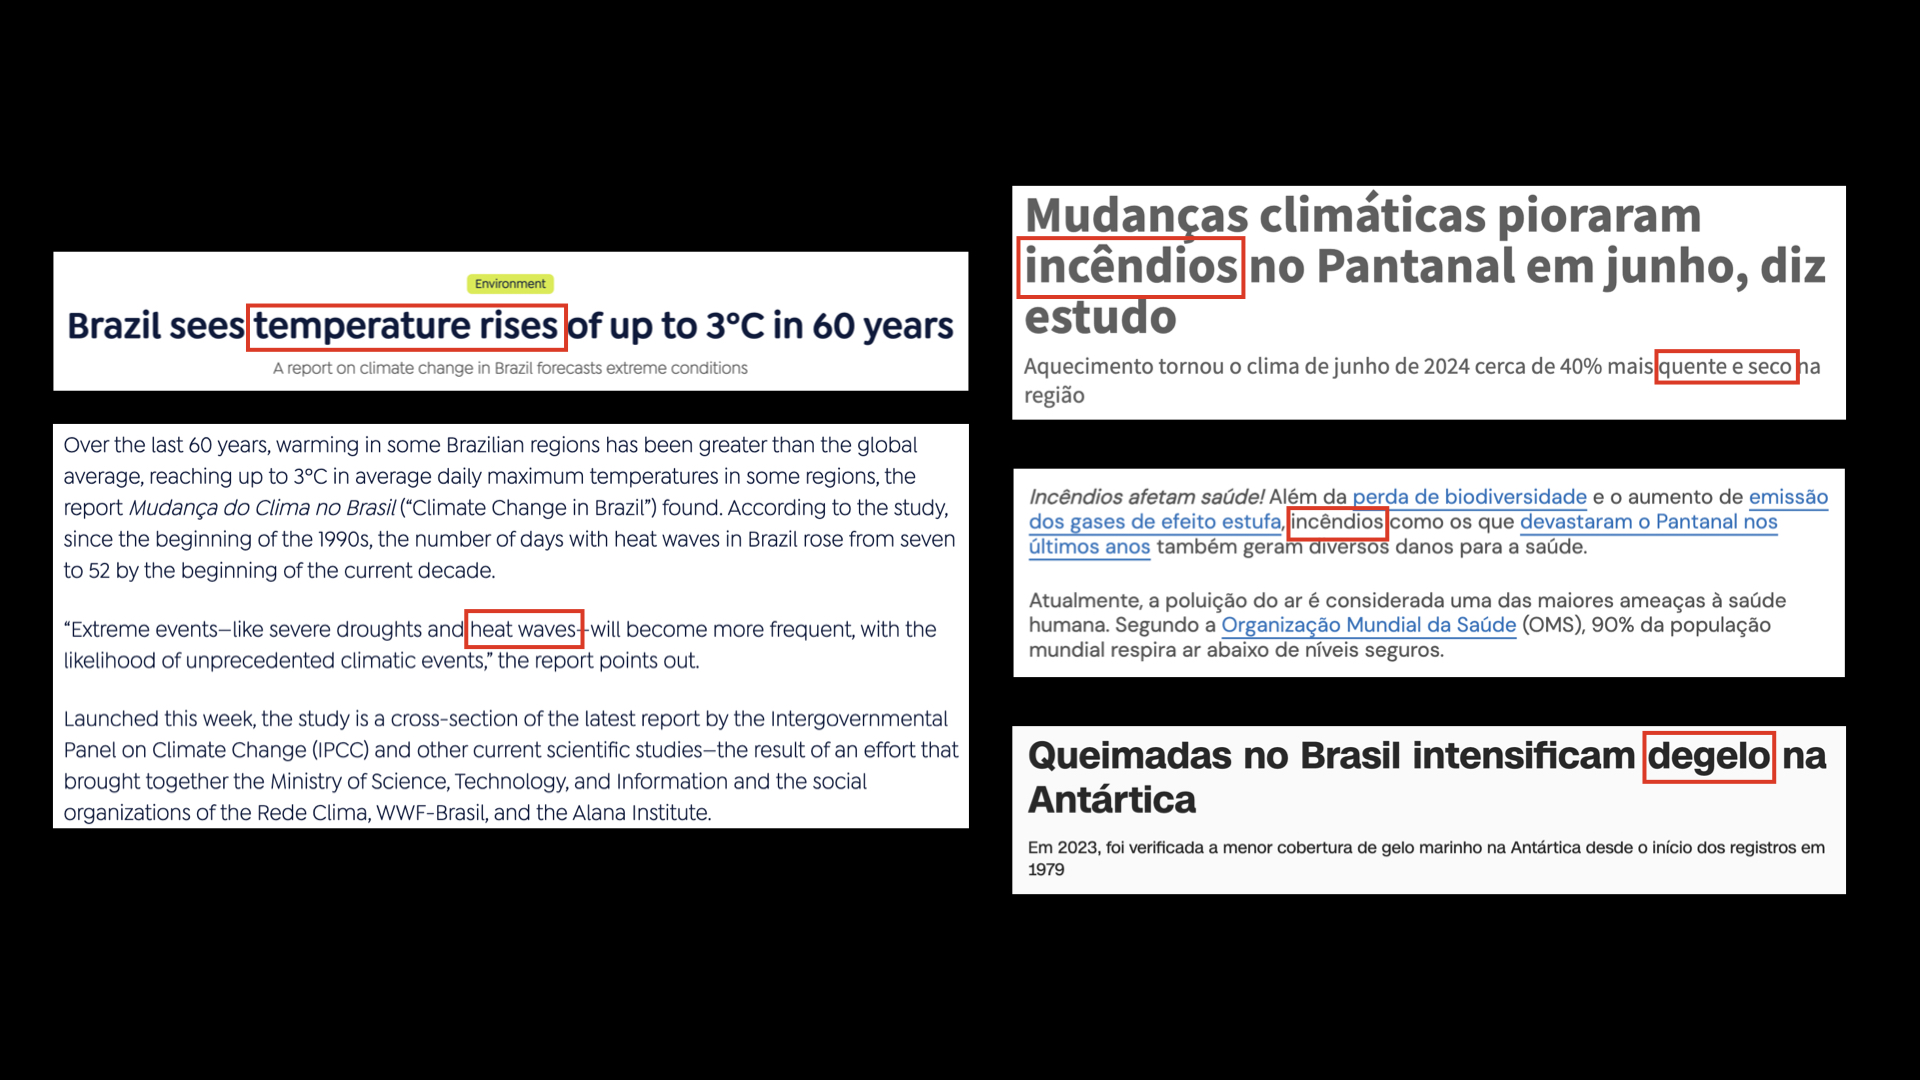 Environment
Brazil sees temperature rises of up to 3°C in 60 years
A report on climate change in Brazil forecasts extreme conditions
Over the last 60 years, warming in some Brazilian regions has been greater than the global
average, reaching up to 3°C in average daily maximum temperatures in some regions, the
report Mudança do Clima no Brasil (“Climate Change in Brazil”) found. According to the study,
since the beginning of the 1990s, the number of days with heat waves in Brazil rose from seven
to 52 by the beginning of the current decade.
“Extreme events—like severe droughts and heat waves—will become more frequent, with the
likelihood of unprecedented climatic events,” the report points out.
Launched this week, the study is a cross-section of the latest report by the Intergovernmental
Panel on Climate Change (IPCC) and other current scientific studies—the result of an effort that
brought together the Ministry of Science, Technology, and Information and the social
organizations of the Rede Clima, WWF-Brasil, and the Alana Institute.
Mudanças climáticas pioraram
incêndios no Pantanal em junho, diz
estudo
Aquecimento tornou o clima de junho de 2024 cerca de 40% mais quente e seco na
região
Incêndios afetam saúde! Além da perda de biodiversidade e o aumento de emissão
dos gases de efeito estufa, incêndios como os que devastaram o Pantanal nos
últimos anos também geram diversos danos para a saúde.
Atualmente, a poluição do ar é considerada uma das maiores ameaças à saúde
humana. Segundo a Organização Mundial da Saúde (OMS), 90% da população
mundial respira ar abaixo de níveis seguros.
Queimadas no Brasil intensificam degelo na
Antártica
Em 2023, foi verificada a menor cobertura de gelo marinho na Antártica desde o início dos registros em
1979